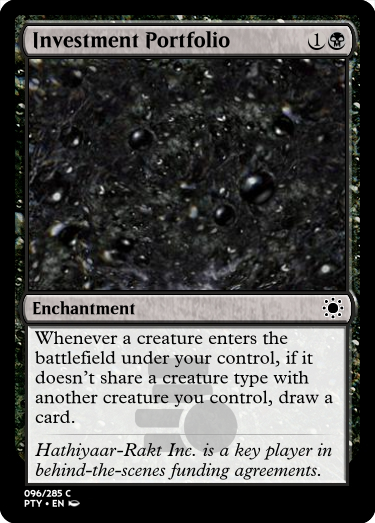 Investment Portfolio 1
Enchantment
Whenever a creature enters the
battlefield under your control, if it
doesn't share a creature type with
another creature you control, draw a
card.
Hathiyaar-Rakt Inc. is a key player in
behind-the-scenes funding agreements.
096/285 C
PTY • EN